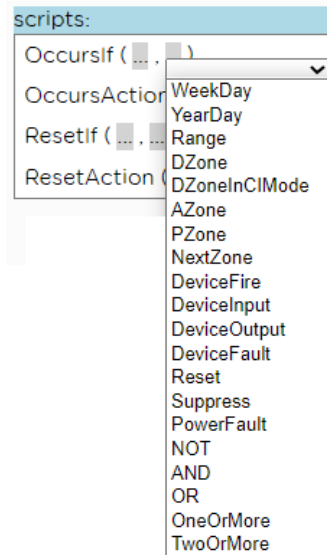 scripts:
OccursIf ( ... , )
OccursAction
ResetIf ( ... , ...
ResetAction (
WeekDay
YearDay
Range
DZone
DZoneInCIMode
AZone
PZone
NextZone
DeviceFire
DeviceInput
DeviceOutput
DeviceFault
Reset
Suppress
PowerFault
NOT
AND
OR
OneOrMore
TwoOrMore